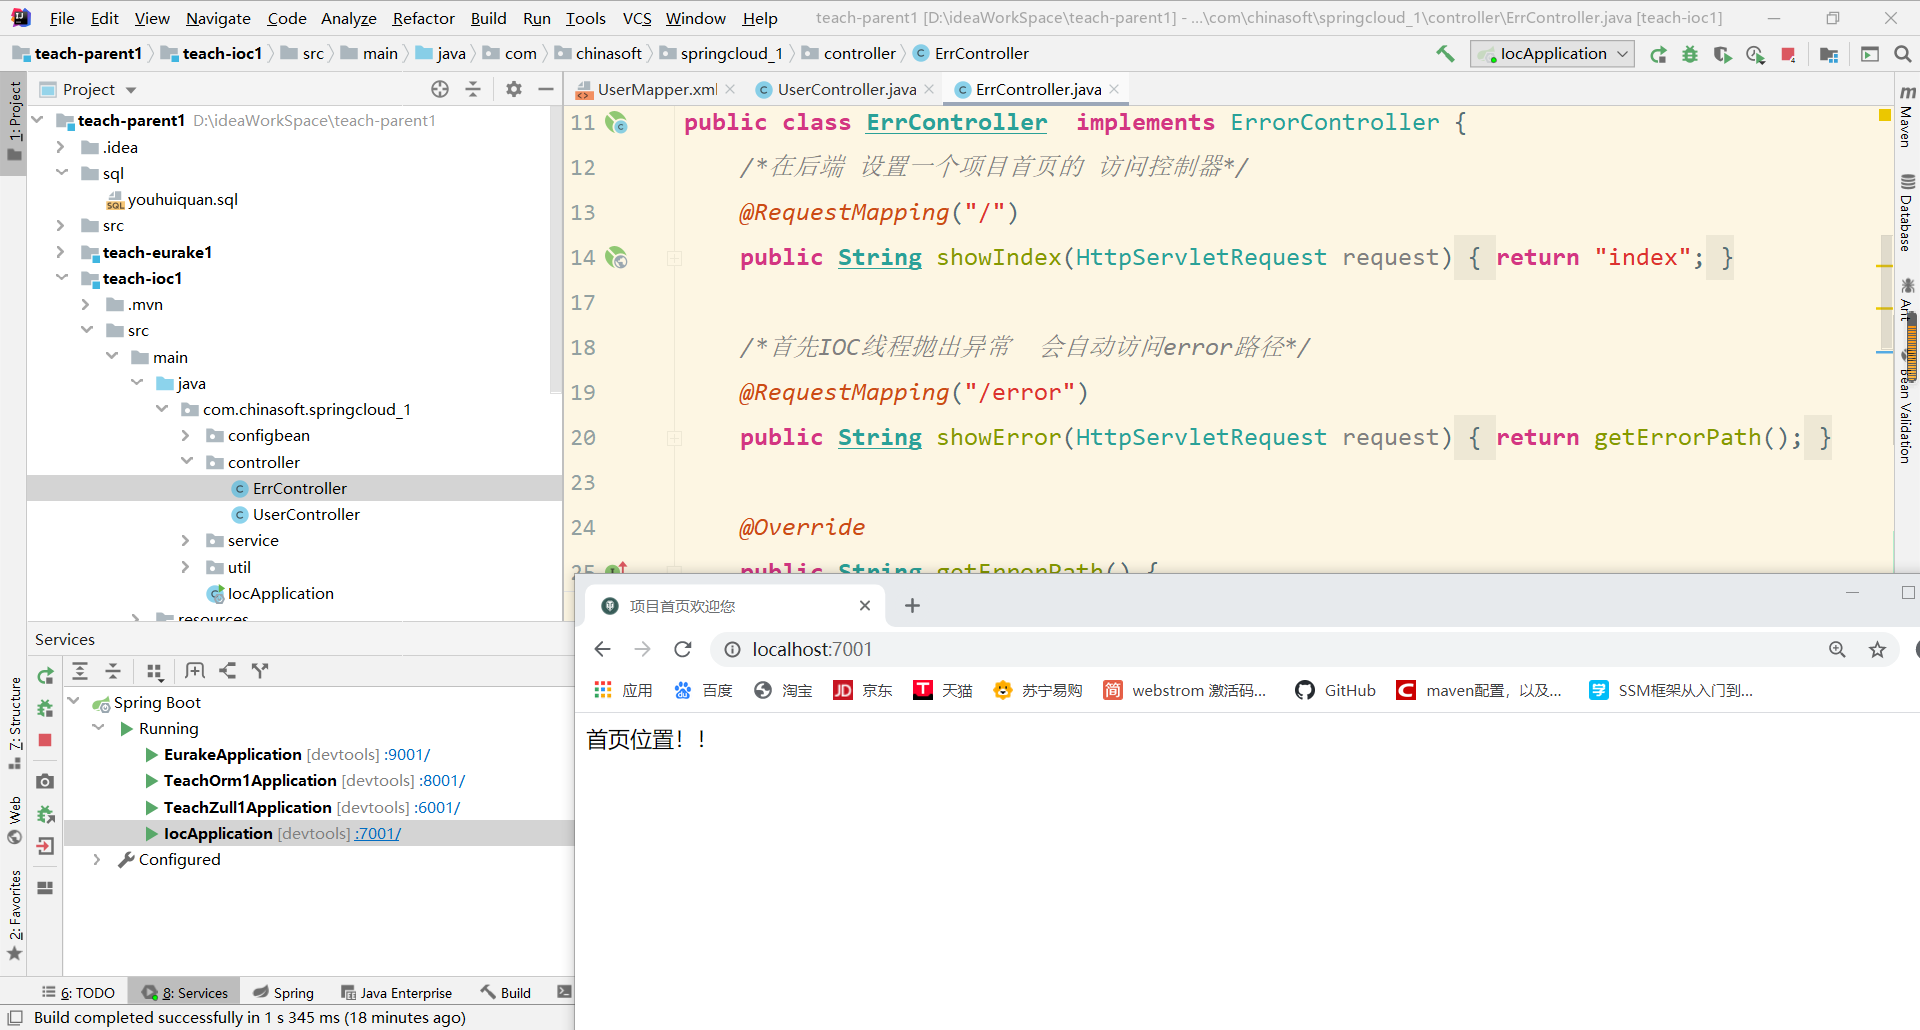 File Edit View Navigate Code Analyze Refactor Build Run Tools VCS Window Help teach-parent1 [D:\ideaWorkSpace\teach-parent1] - ...\com\chinasoft\springcloud_1\controller\ErrController.java [teach-ioc1]
teach-parent1 teach-ioc1 src main java com chinasoft springcloud_1 controller ErrController IocApplication
Project
UserMapper.xml UserController.java ErrController.java
1: Project
teach-parent1 D:\ideaWorkSpace\teach-parent1
.idea
sql
youhuiquan.sql
src
teach-eurake1
teach-ioc1
.mvn
src
main
java
com.chinasoft.springcloud_1
configbean
controller
ErrController
UserController
service
util
IocApplication
resources
11 public class ErrController implements ErrorController {
12 /*在后端 设置一个项目首页的 访问控制器*/
13 @RequestMapping("/")
14 public String showIndex(HttpServletRequest request) { return "index"; }
17
18 /*首先IOC线程抛出异常 会自动访问error路径*/
19 @RequestMapping("/error")
20 public String showError(HttpServletRequest request) { return getErrorPath(); }
23
24 @Override
25 public String getErrorPath() {
Maven
Database
Ant
Bean Validation
Services
Spring Boot
Running
EurakeApplication [devtools] :9001/
TeachOrm1Application [devtools] :8001/
TeachZull1Application [devtools] :6001/
IocApplication [devtools] :7001/
Configured
7: Structure
Web
2: Favorites
项目首页欢迎您
localhost:7001
应用 百度 淘宝 JD 京东 T 天猫 苏宁易购 简 webstrom 激活码... GitHub C maven配置，以及... 学 SSM框架从入门到...
首页位置！！
6: TODO 8: Services Spring Java Enterprise Build
Build completed successfully in 1 s 345 ms (18 minutes ago)